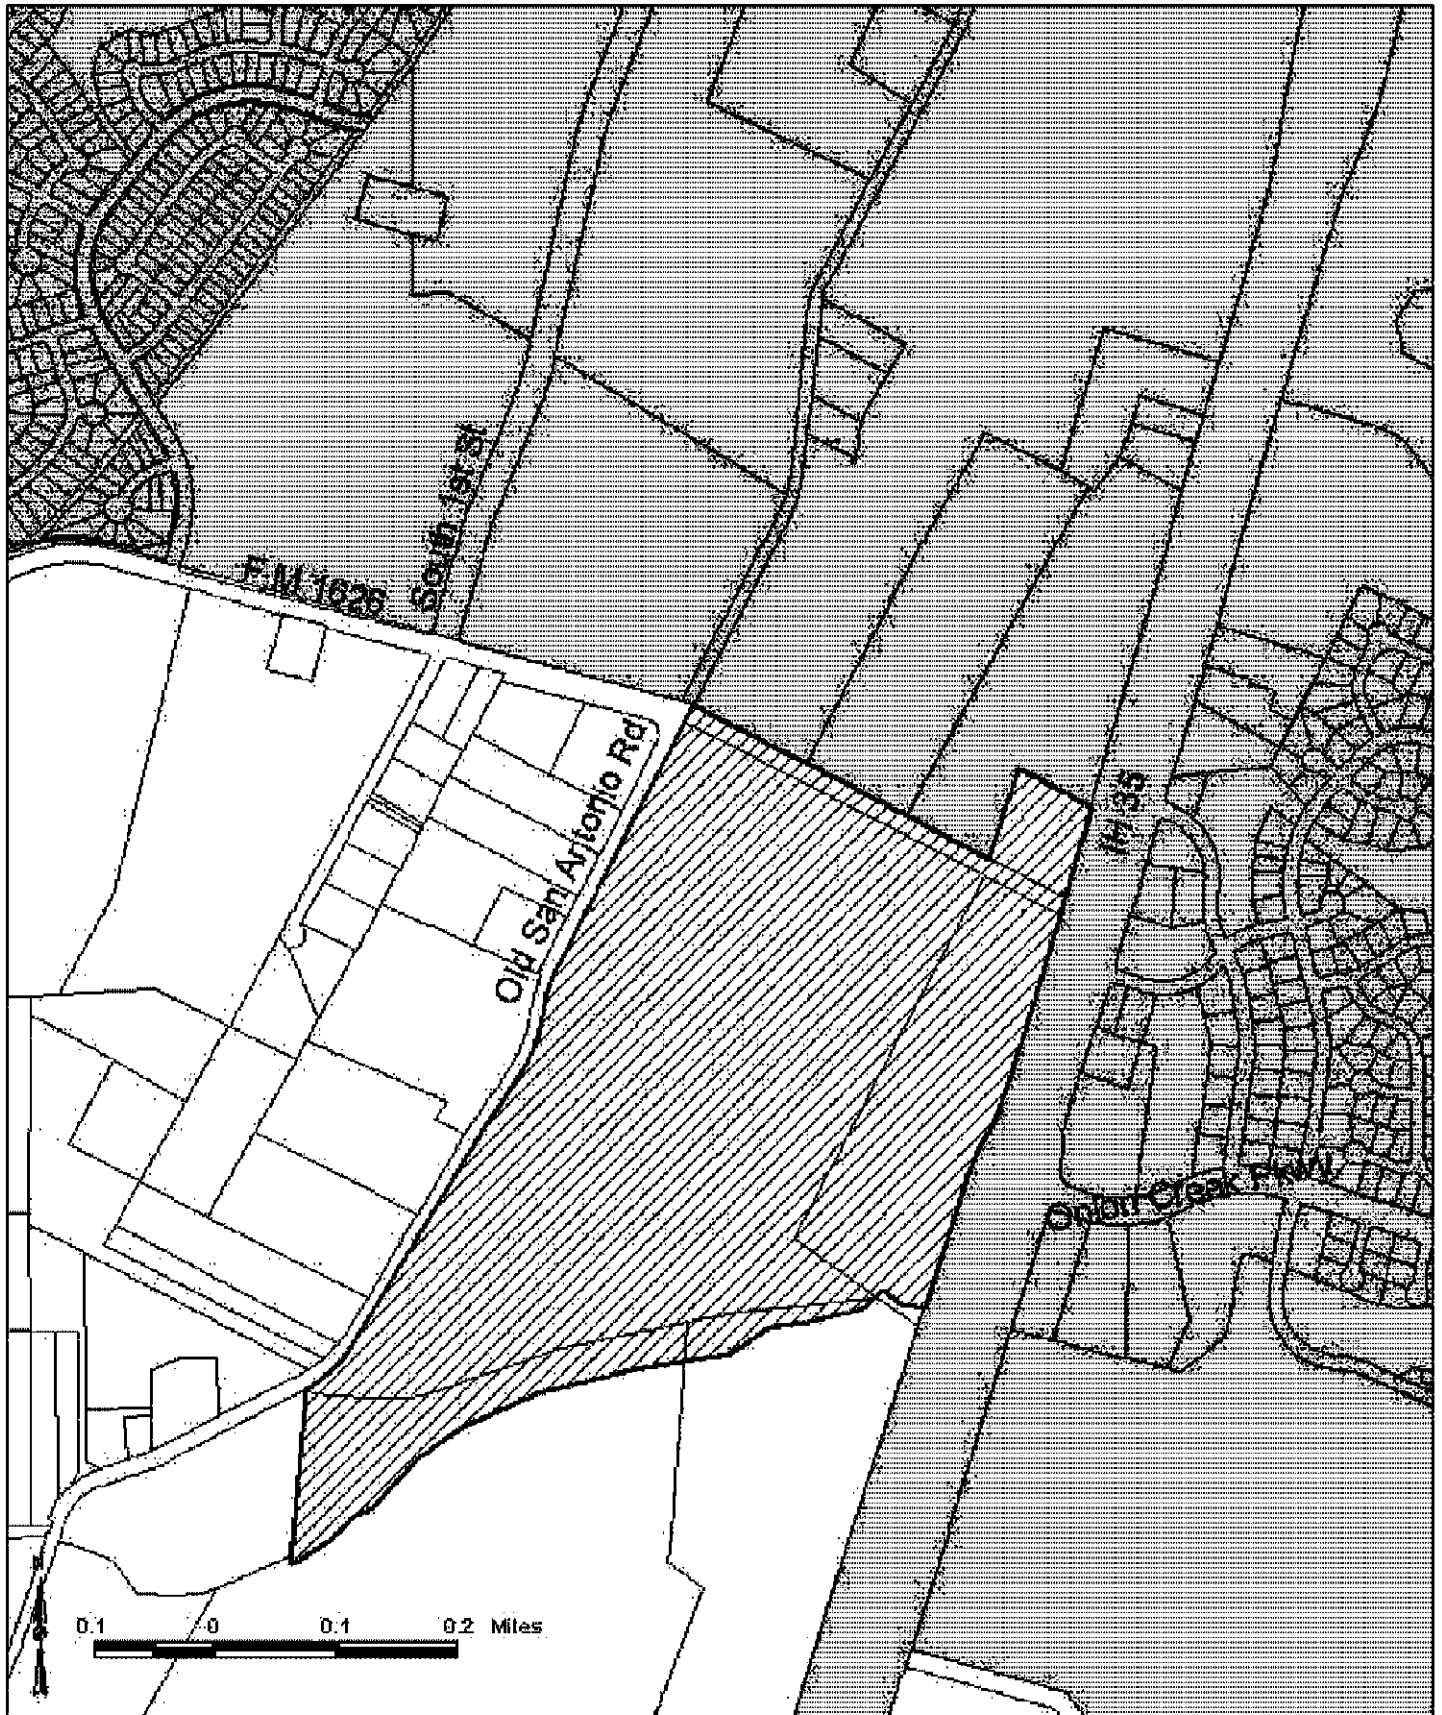 South 1st St
F.M. 1626
Old San Antonio Rd
IH 35
Onion Creek PKW
0.1 0 0.1 0.2 Miles